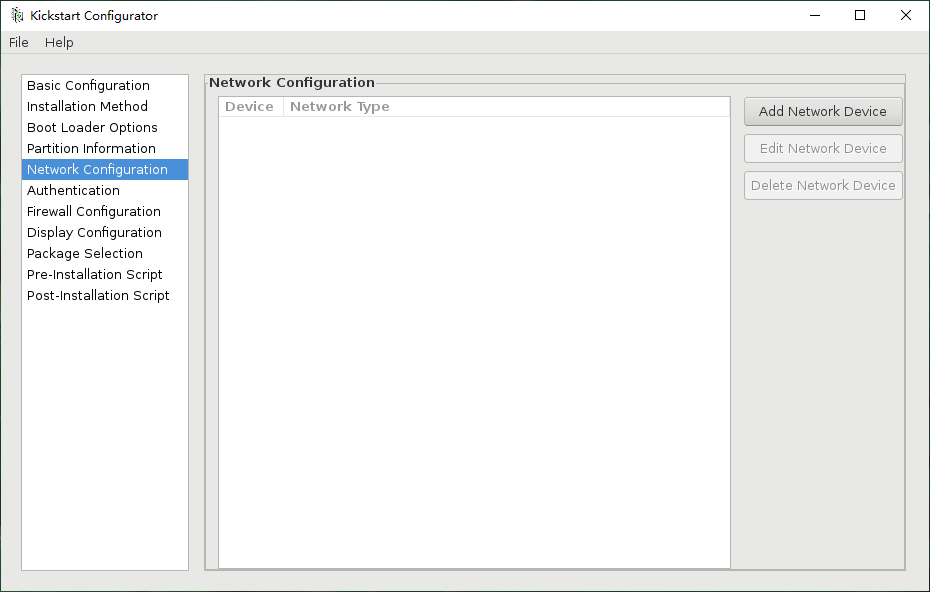 Kickstart Configurator
File Help
Basic Configuration
Installation Method
Boot Loader Options
Partition Information
Network Configuration
Authentication
Firewall Configuration
Display Configuration
Package Selection
Pre-Installation Script
Post-Installation Script
Network Configuration
Device Network Type
Add Network Device
Edit Network Device
Delete Network Device